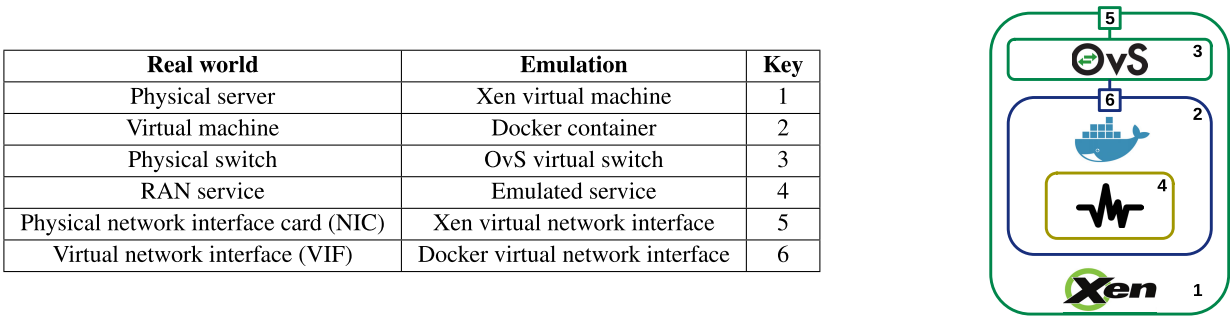 Real world Emulation Key
Physical server Xen virtual machine 1
Virtual machine Docker container 2
Physical switch OvS virtual switch 3
RAN service Emulated service 4
Physical network interface card (NIC) Xen virtual network interface 5
Virtual network interface (VIF) Docker virtual network interface 6
5
OvS 3
6
2
4
Xen 1